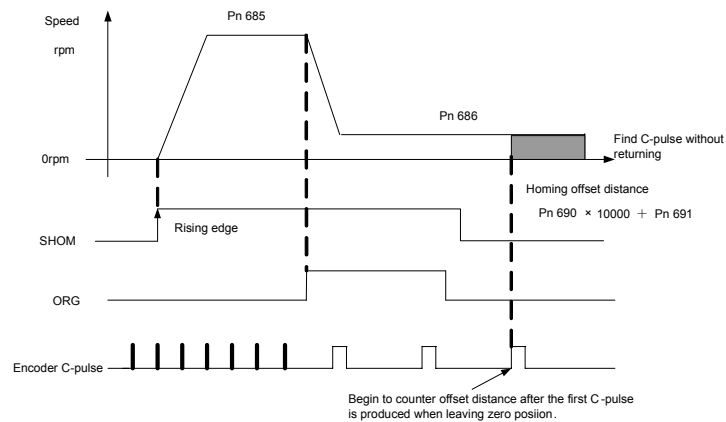 Speed
rpm
Pn 685
Pn 686
0rpm
Find C-pulse without
returning
Homing offset distance
Pn 690 × 10000 + Pn 691
Rising edge
SHOM
ORG
Encoder C-pulse
Begin to counter offset distance after the first C -pulse
is produced when leaving zero posiion.